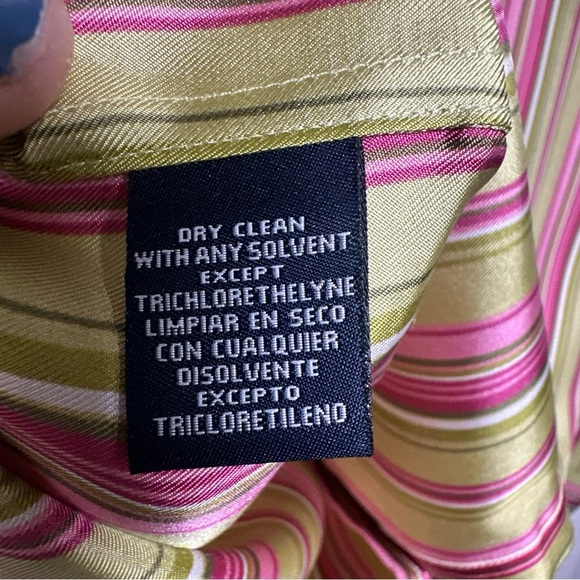 DRY CLEAN
WITH ANY SOLVENT
EXCEPT
TRICHLORETHELYNE
LIMPIAR EN SECO
CON CUALQUIER
DISOLVENTE
EXCEPTO
TRICLORETILENO